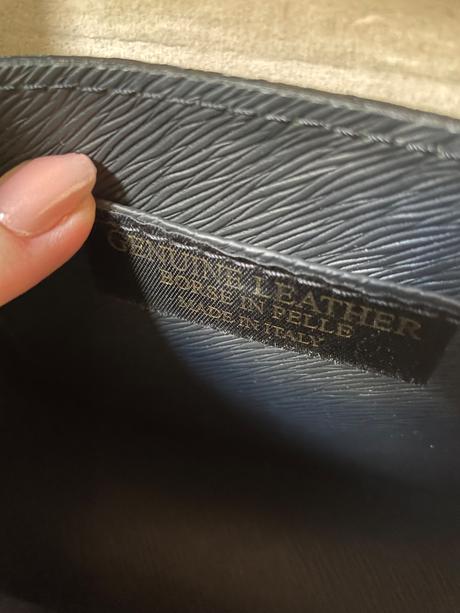 GENUINE LEATHER
BORSE IN PELLE
MADE IN ITALY